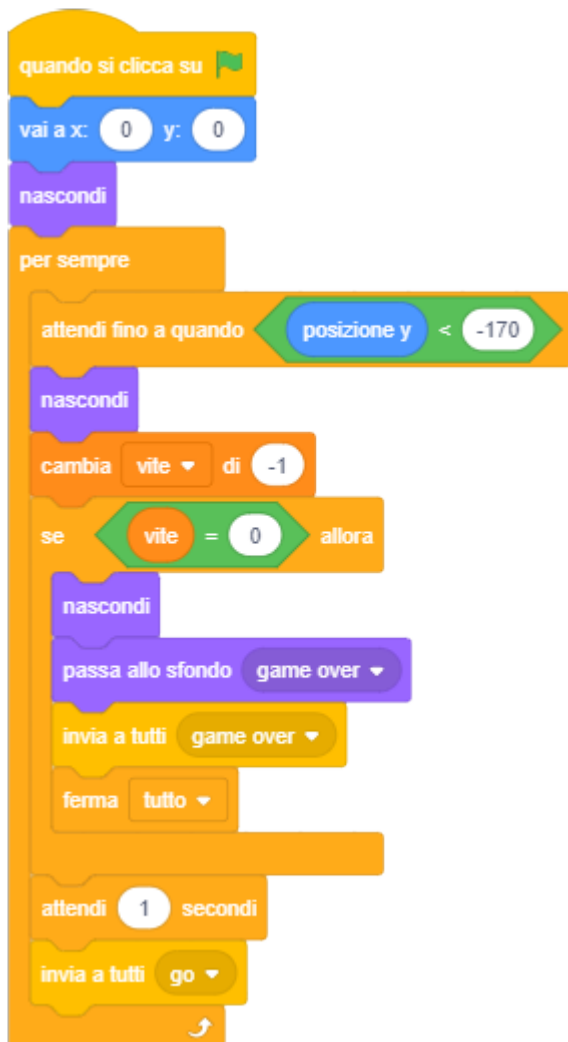 quando si clicca su
vai a x: 0 y: 0
nascondi
per sempre
attendi fino a quando posizione y < -170
nascondi
cambia vite di -1
se vite = 0 allora
nascondi
passa allo sfondo game over
invia a tutti game over
ferma tutto
attendi 1 secondi
invia a tutti go